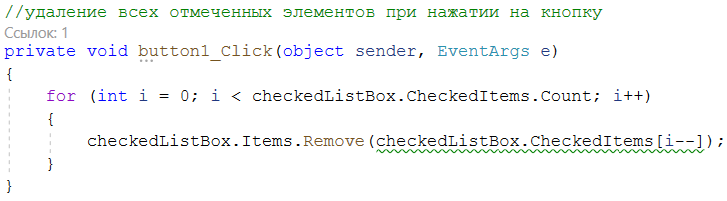 //удаление всех отмеченных элементов при нажатии на кнопку
Ссылок: 1
private void button1_Click(object sender, EventArgs e)
{
    for (int i = 0; i < checkedListBox.CheckedItems.Count; i++)
    {
        checkedListBox.Items.Remove(checkedListBox.CheckedItems[i--]);
    }
}